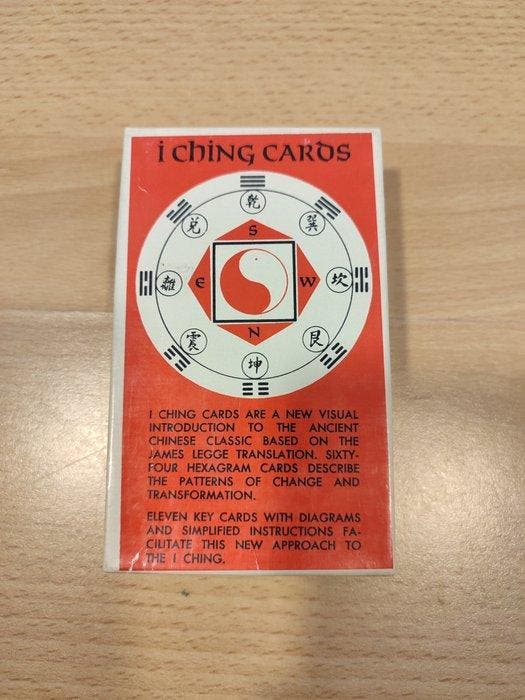 i ChiNG CARDS
乾
兌 巽
S
離 E W 坎
N
震 艮
坤
I CHING CARDS ARE A NEW VISUAL
INTRODUCTION TO THE ANCIENT
CHINESE CLASSIC BASED ON THE
JAMES LEGGE TRANSLATION. SIXTY-
FOUR HEXAGRAM CARDS DESCRIBE
THE PATTERNS OF CHANGE AND
TRANSFORMATION.
ELEVEN KEY CARDS WITH DIAGRAMS
AND SIMPLIFIED INSTRUCTIONS FA-
CILITATE THIS NEW APPROACH TO
THE I CHING.